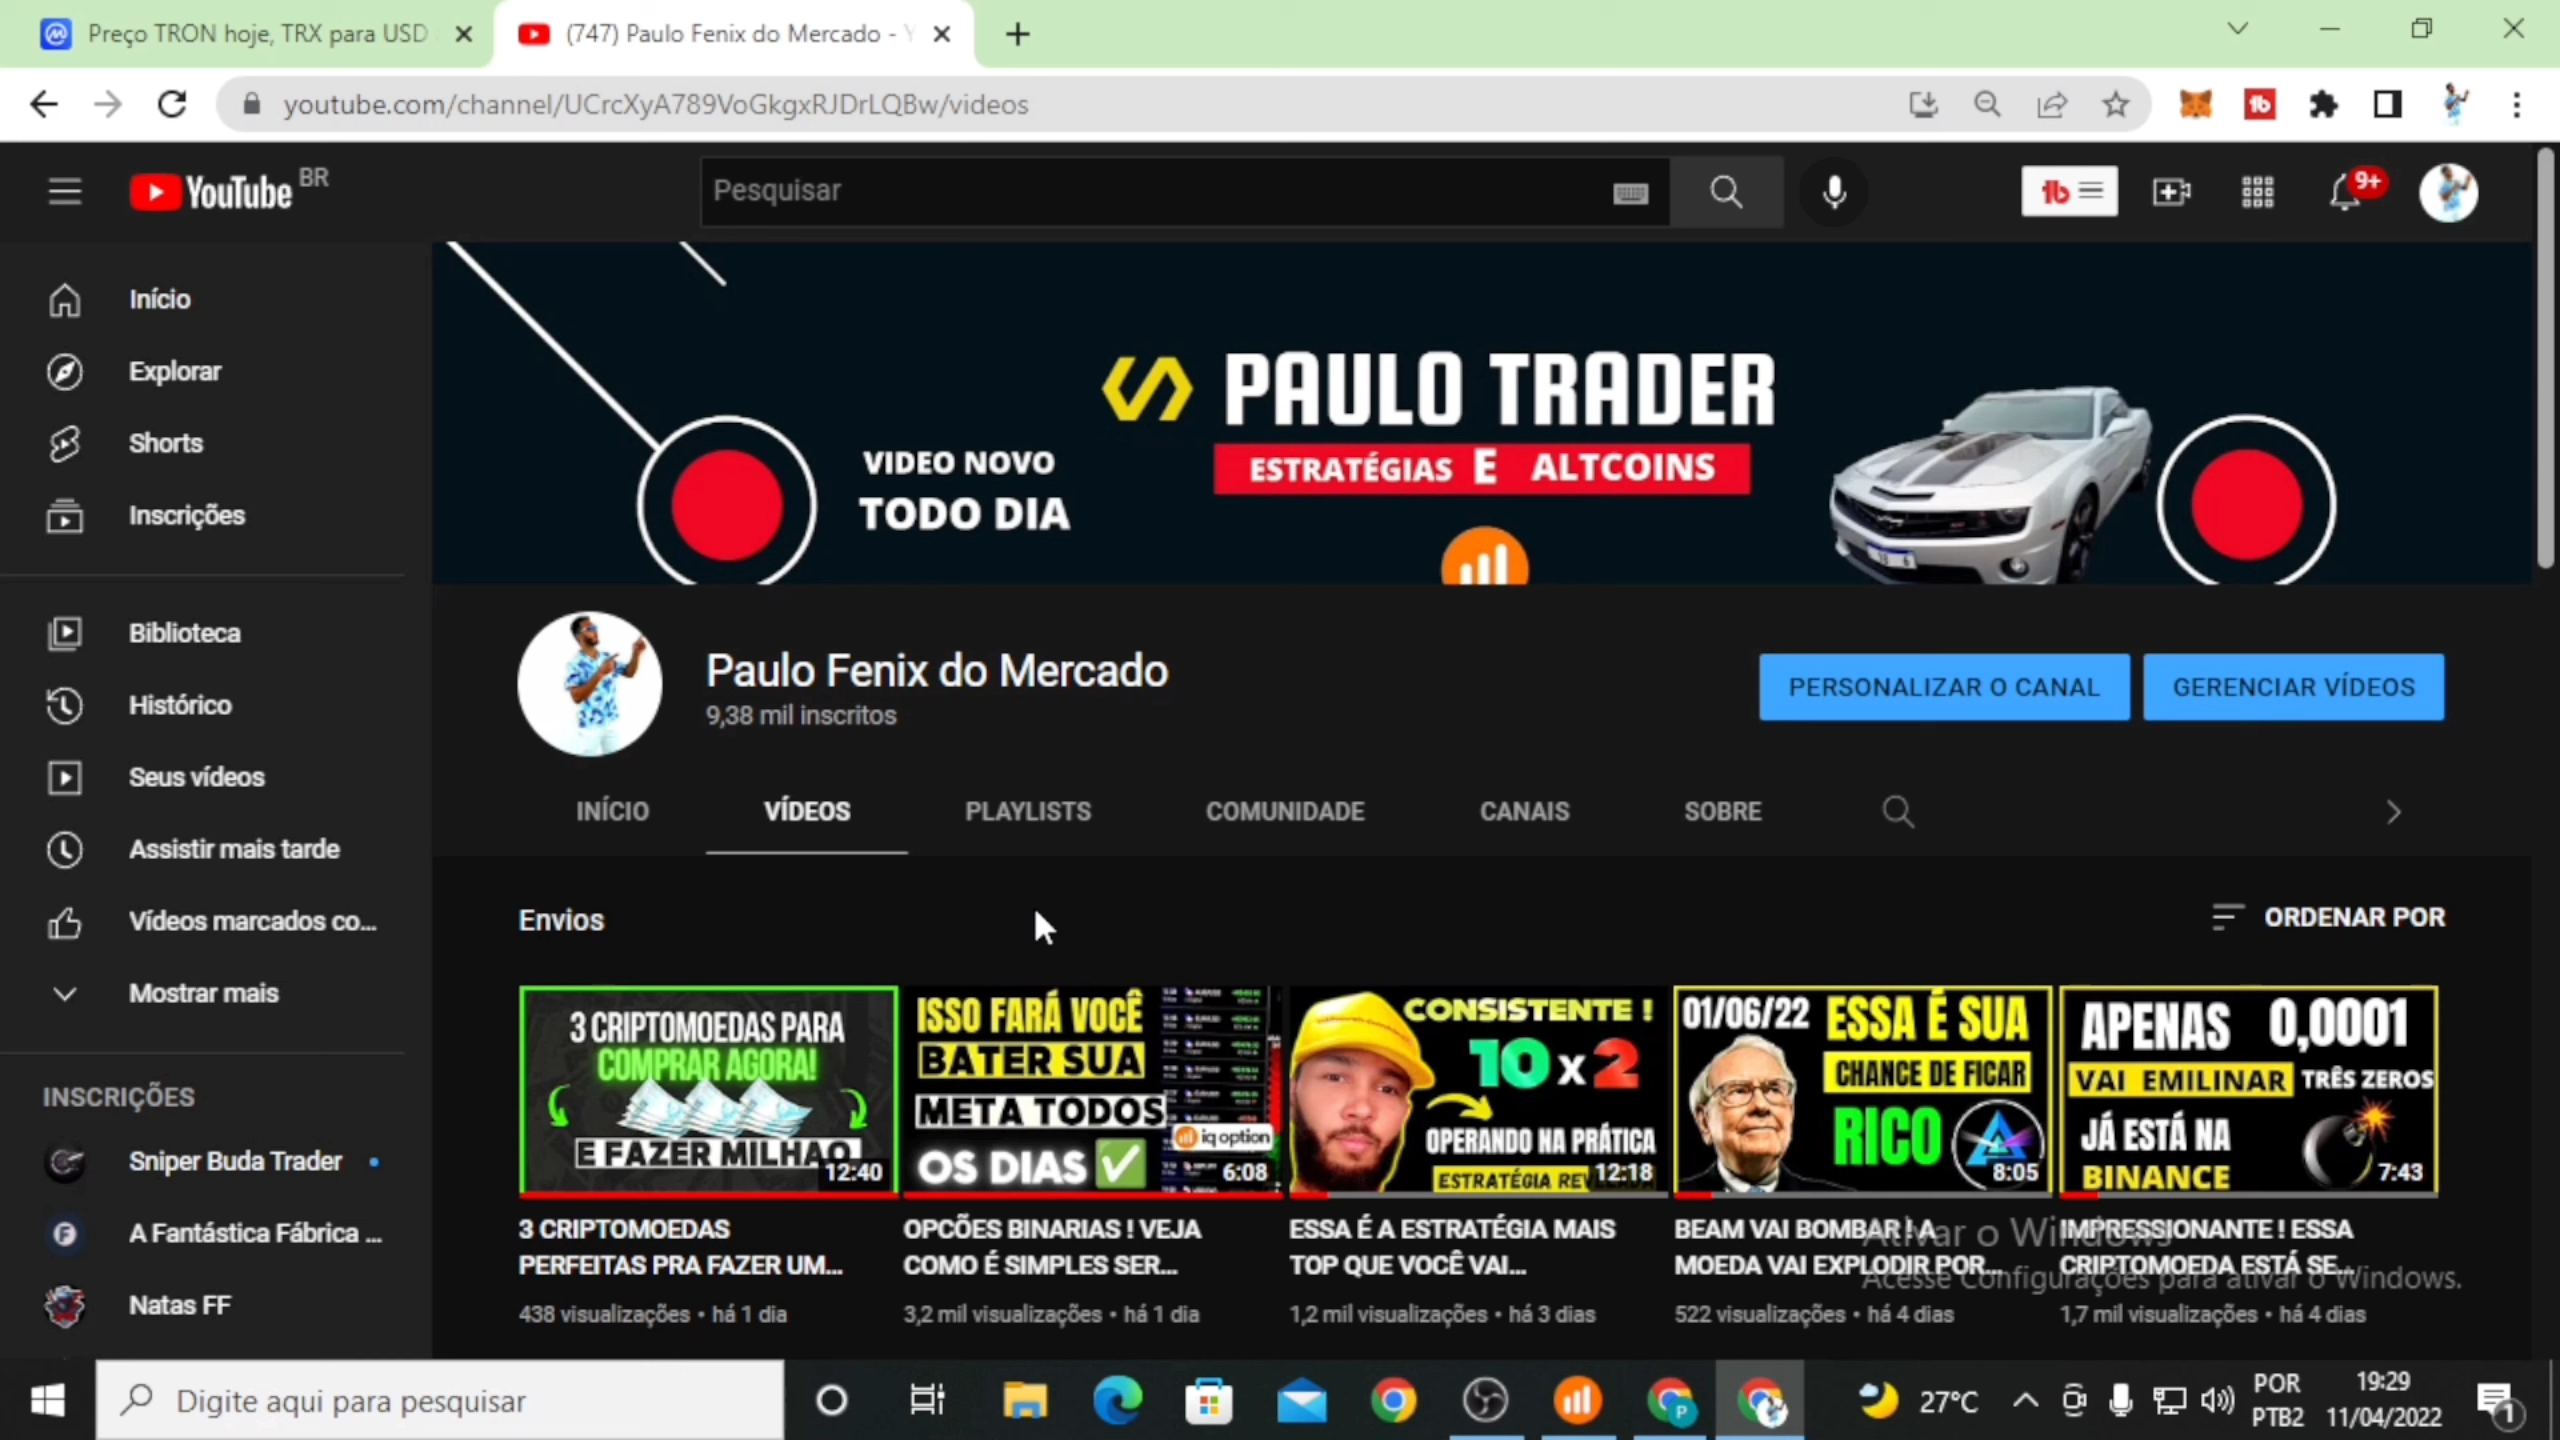 Preço TRON hoje, TRX para USD
(747) Paulo Fenix do Mercado - Y
youtube.com/channel/UCrcXyA789VoGkgxRJDrLQBw/videos
YouTube BR
Pesquisar
9+
Início
Explorar
Shorts
Inscrições
Biblioteca
Histórico
Seus vídeos
Assistir mais tarde
Vídeos marcados co...
Mostrar mais
INSCRIÇÕES
Sniper Buda Trader
A Fantástica Fábrica ...
Natas FF
PAULO TRADER
ESTRATÉGIAS E ALTCOINS
VIDEO NOVO
TODO DIA
Paulo Fenix do Mercado
9,38 mil inscritos
PERSONALIZAR O CANAL
GERENCIAR VÍDEOS
INÍCIO VÍDEOS PLAYLISTS COMUNIDADE CANAIS SOBRE
Envios
ORDENAR POR
3 CRIPTOMOEDAS PARA
COMPRAR AGORA!
E FAZER MILHAO
12:40
3 CRIPTOMOEDAS
PERFEITAS PRA FAZER UM...
438 visualizações • há 1 dia
ISSO FARÁ VOCÊ
BATER SUA
META TODOS
OS DIAS
iq option
6:08
OPCÕES BINARIAS ! VEJA
COMO É SIMPLES SER...
3,2 mil visualizações • há 1 dia
CONSISTENTE !
10 x 2
OPERANDO NA PRÁTICA
ESTRATÉGIA
12:18
ESSA É A ESTRATÉGIA MAIS
TOP QUE VOCÊ VAI...
1,2 mil visualizações • há 3 dias
01/06/22 ESSA É SUA
CHANCE DE FICAR
RICO
8:05
BEAM VAI BOMBAR ! A
MOEDA VAI EXPLODIR POR...
522 visualizações • há 4 dias
APENAS 0,0001
VAI EMILINAR TRÊS ZEROS
JÁ ESTÁ NA
BINANCE
7:43
IMPRESSIONANTE ! ESSA
CRIPTOMOEDA ESTÁ SE...
1,7 mil visualizações • há 4 dias
Ativar o Windows
Acesse Configurações para ativar o Windows.
Digite aqui para pesquisar
27°C
POR
PTB2
19:29
11/04/2022
1